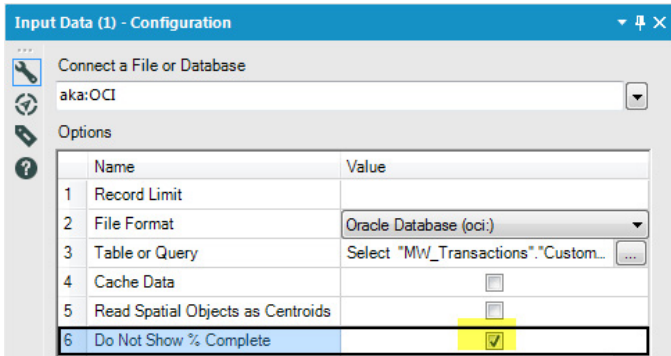 Input Data (1) - Configuration
Connect a File or Database
aka:OCI
Options
Name Value
1 Record Limit
2 File Format Oracle Database (oci:)
3 Table or Query Select "MW_Transactions"."Custom... ...
4 Cache Data
5 Read Spatial Objects as Centroids
6 Do Not Show % Complete